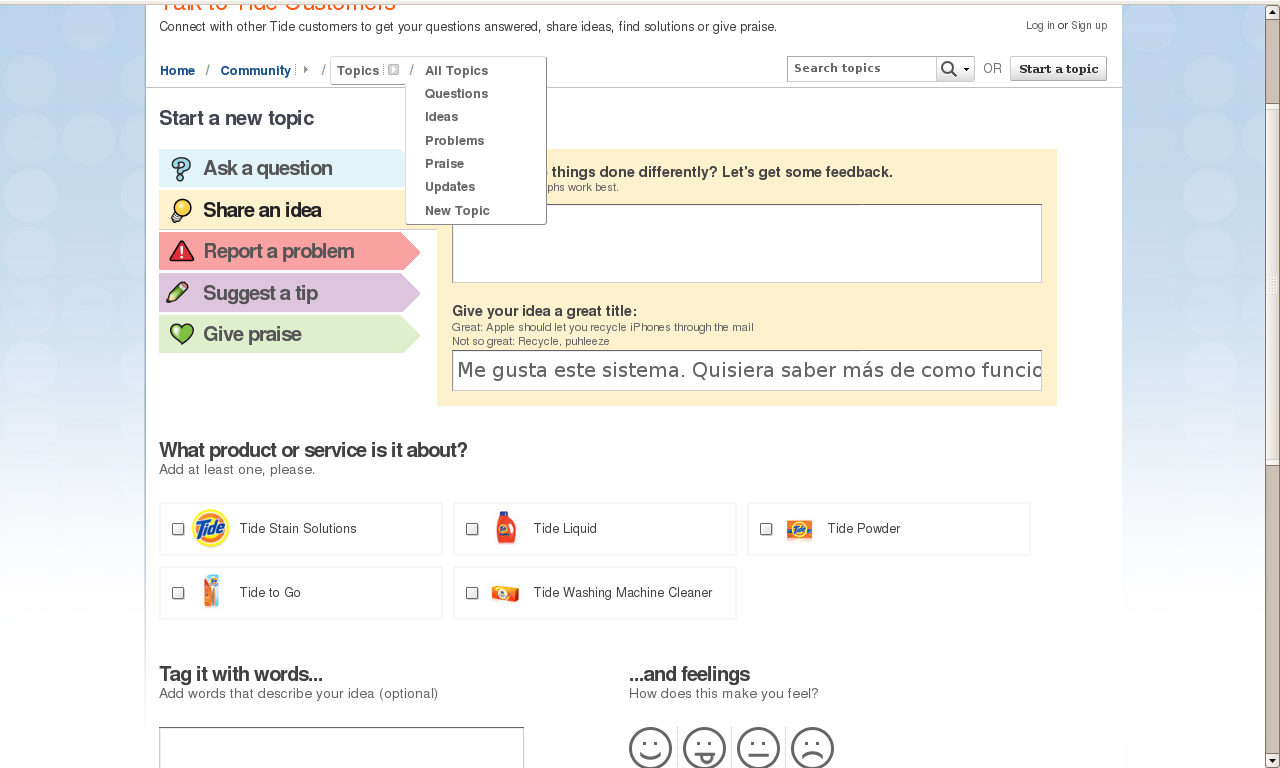 Talk to Tide Customers
Connect with other Tide customers to get your questions answered, share ideas, find solutions or give praise.
Log in or Sign up
Home / Community / Topics / All Topics
Questions
Ideas
Problems
Praise
Updates
New Topic
Search topics
OR
Start a topic
Start a new topic
Ask a question
Share an idea
Report a problem
Suggest a tip
Give praise
things done differently? Let's get some feedback.
phs work best.
Give your idea a great title:
Great: Apple should let you recycle iPhones through the mail
Not so great: Recycle, puhleeze
Me gusta este sistema. Quisiera saber más de como funcio
What product or service is it about?
Add at least one, please.
Tide Tide Stain Solutions
Tide Liquid
Tide Powder
Tide to Go
Tide Washing Machine Cleaner
Tag it with words...
Add words that describe your idea (optional)
...and feelings
How does this make you feel?